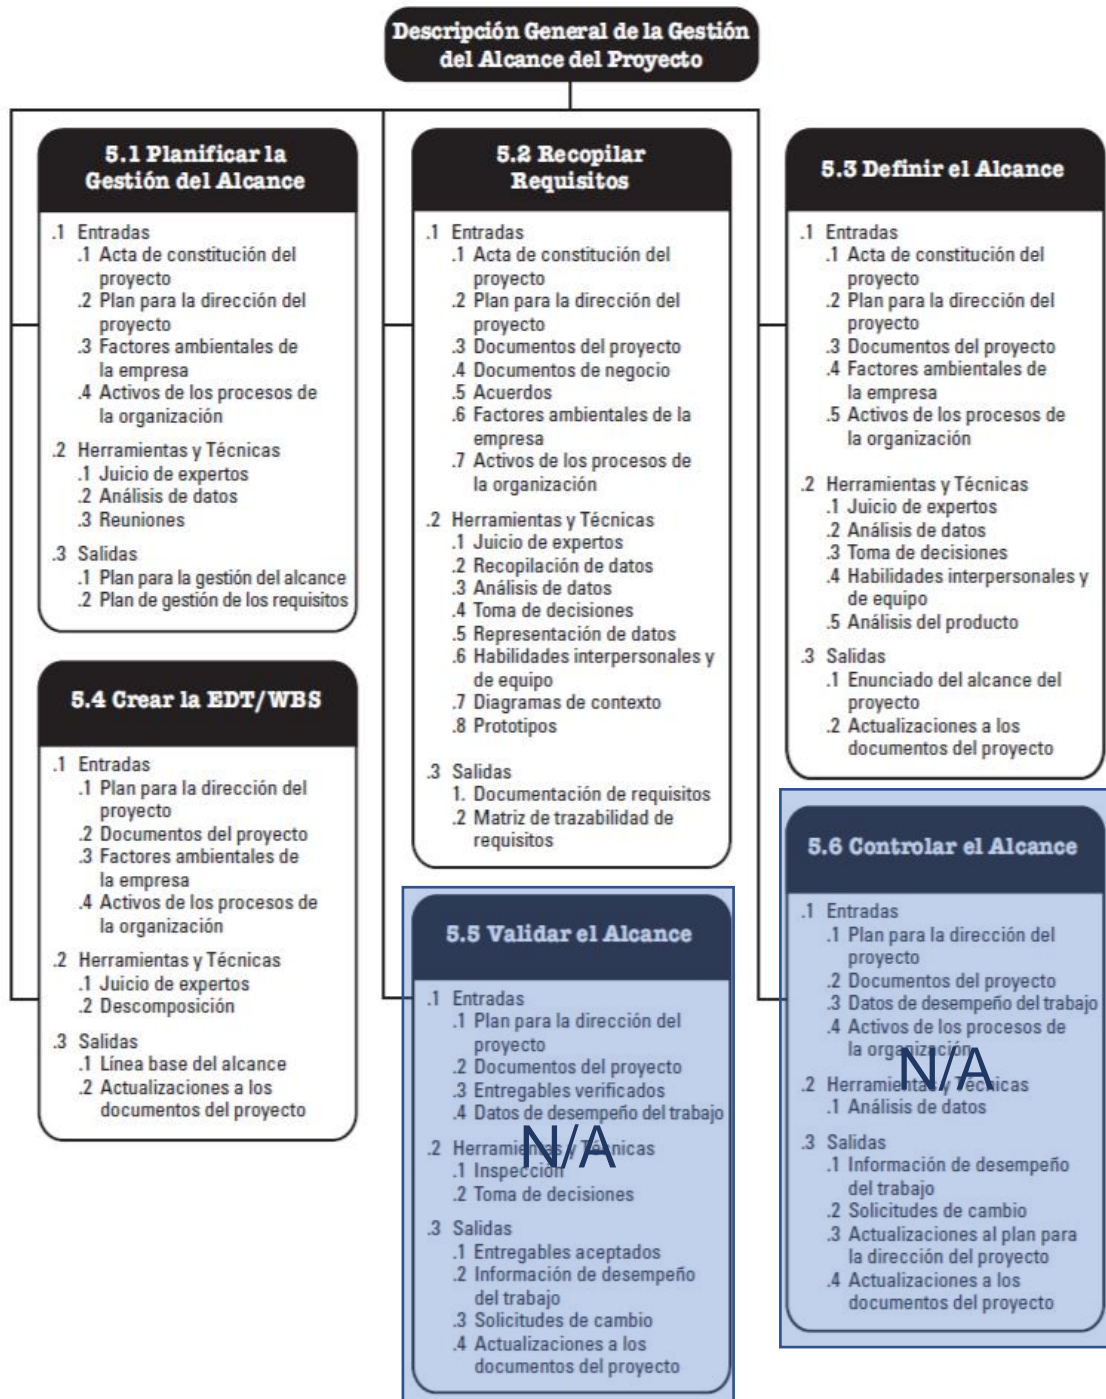 Descripción General de la Gestión
del Alcance del Proyecto
5.1 Planificar la
Gestión del Alcance
.1 Entradas
.1 Acta de constitución del
proyecto
.2 Plan para la dirección del
proyecto
.3 Factores ambientales de
la empresa
.4 Activos de los procesos de
la organización
.2 Herramientas y Técnicas
.1 Juicio de expertos
.2 Análisis de datos
.3 Reuniones
.3 Salidas
.1 Plan para la gestión del alcance
.2 Plan de gestión de los requisitos
5.2 Recopilar
Requisitos
.1 Entradas
.1 Acta de constitución del
proyecto
.2 Plan para la dirección del
proyecto
.3 Documentos del proyecto
.4 Documentos de negocio
.5 Acuerdos
.6 Factores ambientales de la
empresa
.7 Activos de los procesos de
la organización
.2 Herramientas y Técnicas
.1 Juicio de expertos
.2 Recopilación de datos
.3 Análisis de datos
.4 Toma de decisiones
.5 Representación de datos
.6 Habilidades interpersonales y
de equipo
.7 Diagramas de contexto
.8 Prototipos
.3 Salidas
1. Documentación de requisitos
.2 Matriz de trazabilidad de
requisitos
5.3 Definir el Alcance
.1 Entradas
.1 Acta de constitución del
proyecto
.2 Plan para la dirección del
proyecto
.3 Documentos del proyecto
.4 Factores ambientales de
la empresa
.5 Activos de los procesos de
la organización
.2 Herramientas y Técnicas
.1 Juicio de expertos
.2 Análisis de datos
.3 Toma de decisiones
.4 Habilidades interpersonales y
de equipo
.5 Análisis del producto
.3 Salidas
.1 Enunciado del alcance del
proyecto
.2 Actualizaciones a los
documentos del proyecto
5.4 Crear la EDT/WBS
.1 Entradas
.1 Plan para la dirección del
proyecto
.2 Documentos del proyecto
.3 Factores ambientales de
la empresa
.4 Activos de los procesos de
la organización
.2 Herramientas y Técnicas
.1 Juicio de expertos
.2 Descomposición
.3 Salidas
.1 Línea base del alcance
.2 Actualizaciones a los
documentos del proyecto
5.5 Validar el Alcance
.1 Entradas
.1 Plan para la dirección del
proyecto
.2 Documentos del proyecto
.3 Entregables verificados
.4 Datos de desempeño del trabajo
.2 Herramientas y Técnicas
N/A
.1 Inspección
.2 Toma de decisiones
.3 Salidas
.1 Entregables aceptados
.2 Información de desempeño
del trabajo
.3 Solicitudes de cambio
.4 Actualizaciones a los
documentos del proyecto
5.6 Controlar el Alcance
.1 Entradas
.1 Plan para la dirección del
proyecto
.2 Documentos del proyecto
.3 Datos de desempeño del trabajo
.4 Activos de los procesos de
la organización
N/A
.2 Herramientas y Técnicas
.1 Análisis de datos
.3 Salidas
.1 Información de desempeño
del trabajo
.2 Solicitudes de cambio
.3 Actualizaciones al plan para
la dirección del proyecto
.4 Actualizaciones a los
documentos del proyecto